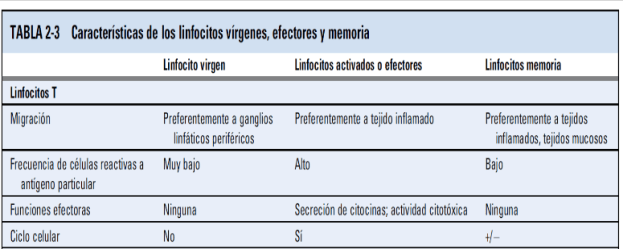 TABLA 2-3 Características de los linfocitos vírgenes, efectores y memoria
Linfocito virgen Linfocitos activados o efectores Linfocitos memoria
Linfocitos T
Migración Preferentemente a ganglios Preferentemente a tejido inflamado Preferentemente a tejidos
linfáticos periféricos inflamados, tejidos mucosos
Frecuencia de células reactivas a Muy bajo Alto Bajo
antígeno particular
Funciones efectoras Ninguna Secreción de citocinas; actividad citotóxica Ninguna
Ciclo celular No Sí +/–